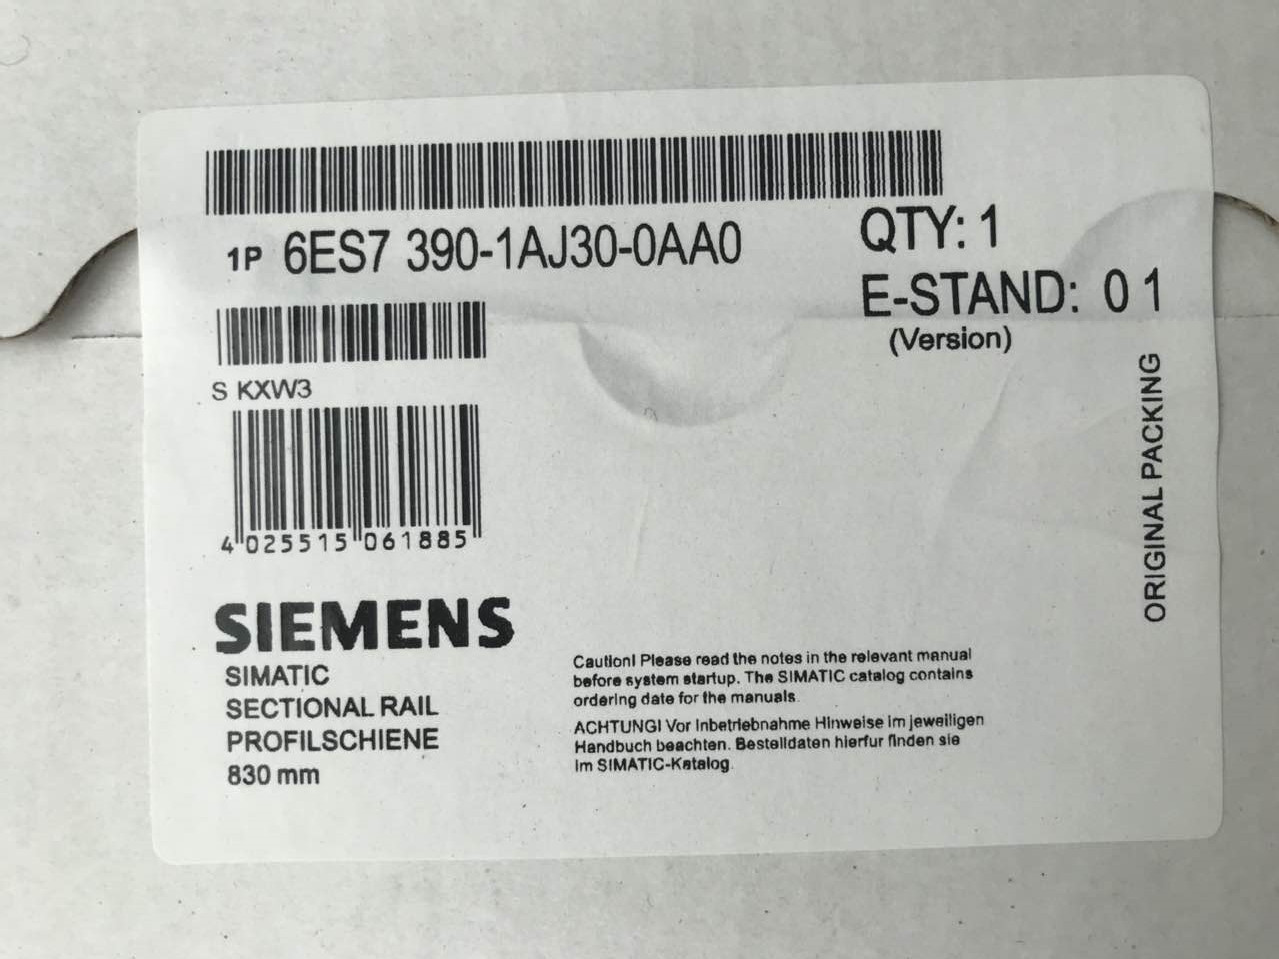 1P 6ES7 390-1AJ30-0AA0
QTY: 1
E-STAND: 0 1
(Version)
S KXW3
4 025515 061885
ORIGINAL PACKING
SIEMENS
SIMATIC
SECTIONAL RAIL
PROFILSCHIENE
830 mm
Caution! Please read the notes in the relevant manual
before system startup. The SIMATIC catalog contains
ordering date for the manuals.
ACHTUNG! Vor Inbetriebnahme Hinweise im jeweiligen
Handbuch beachten. Bestelldaten hierfur finden sie
im SIMATIC-Katalog.